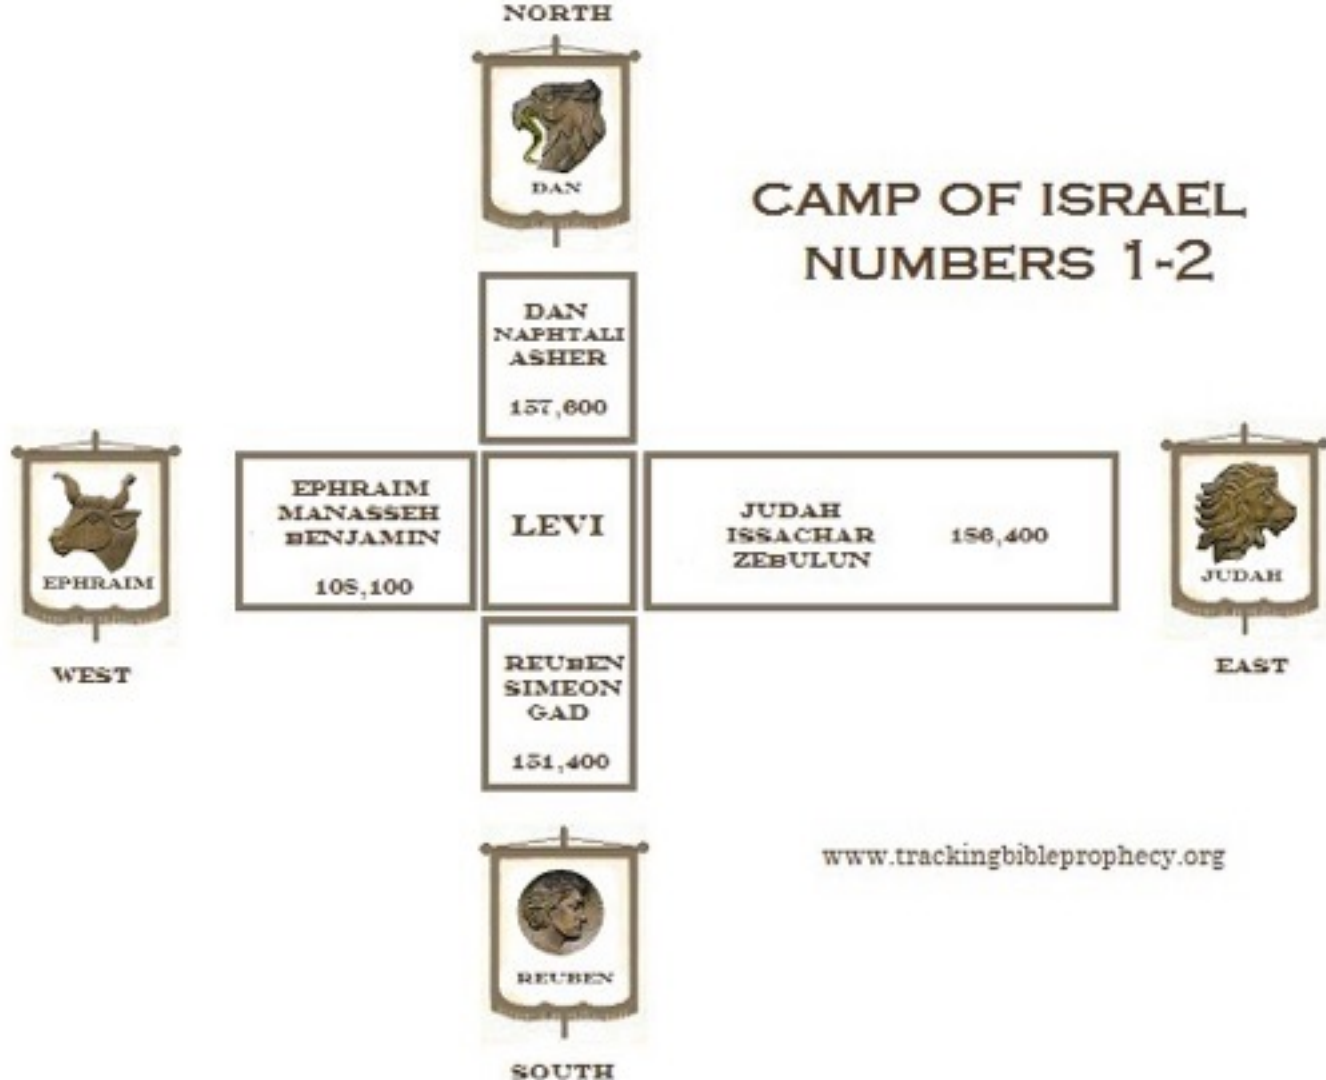 NORTH
DAN
CAMP OF ISRAEL
NUMBERS 1-2
DAN
NAPHTALI
ASHER
157,600
EPHRAIM
WEST
EPHRAIM
MANASSEH
BENJAMIN
108,100
LEVI
JUDAH
ISSACHAR
ZEBULUN
186,400
JUDAH
EAST
REUBEN
SIMEON
GAD
151,400
www.trackingbibleprophecy.org
REUBEN
SOUTH